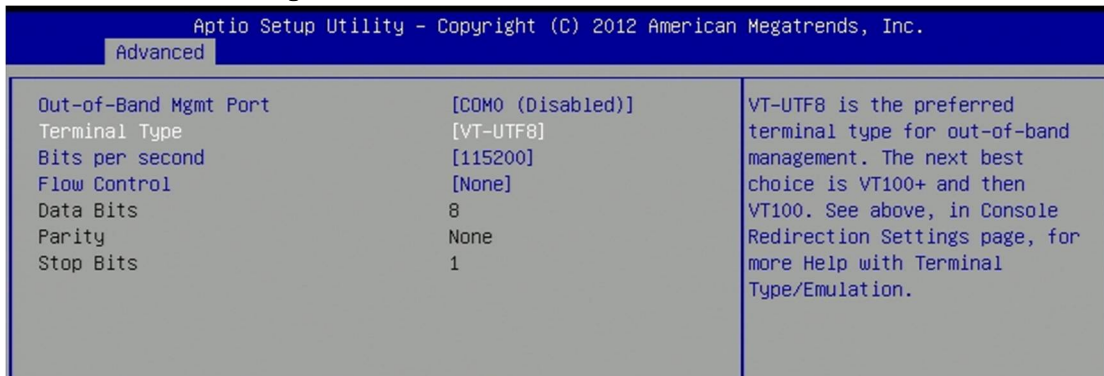 Aptio Setup Utility – Copyright (C) 2012 American Megatrends, Inc.
Advanced
Out-of-Band Mgmt Port [COM0 (Disabled)]
Terminal Type [VT-UTF8]
Bits per second [115200]
Flow Control [None]
Data Bits 8
Parity None
Stop Bits 1
VT-UTF8 is the preferred
terminal type for out-of-band
management. The next best
choice is VT100+ and then
VT100. See above, in Console
Redirection Settings page, for
more Help with Terminal
Type/Emulation.